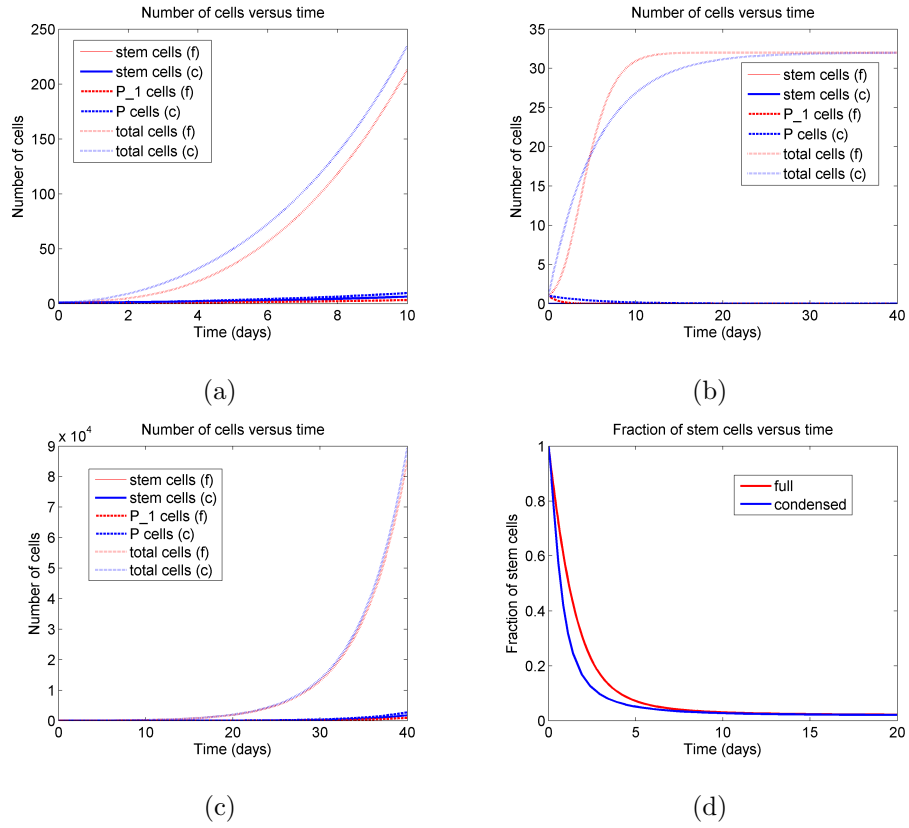 Number of cells versus time
250
200
150
100
50
0
Number of cells
stem cells (f)
stem cells (c)
P_1 cells (f)
P cells (c)
total cells (f)
total cells (c)
0 2 4 6 8 10
Time (days)
(a)
Number of cells versus time
35
30
25
20
15
10
5
0
Number of cells
stem cells (f)
stem cells (c)
P_1 cells (f)
P cells (c)
total cells (f)
total cells (c)
0 5 10 15 20 25 30 35 40
Time (days)
(b)
Number of cells versus time
x 10^4
9
8
7
6
5
4
3
2
1
0
Number of cells
stem cells (f)
stem cells (c)
P_1 cells (f)
P cells (c)
total cells (f)
total cells (c)
0 10 20 30 40
Time (days)
(c)
Fraction of stem cells versus time
1
0.8
0.6
0.4
0.2
0
Fraction of stem cells
full
condensed
0 5 10 15 20
Time (days)
(d)